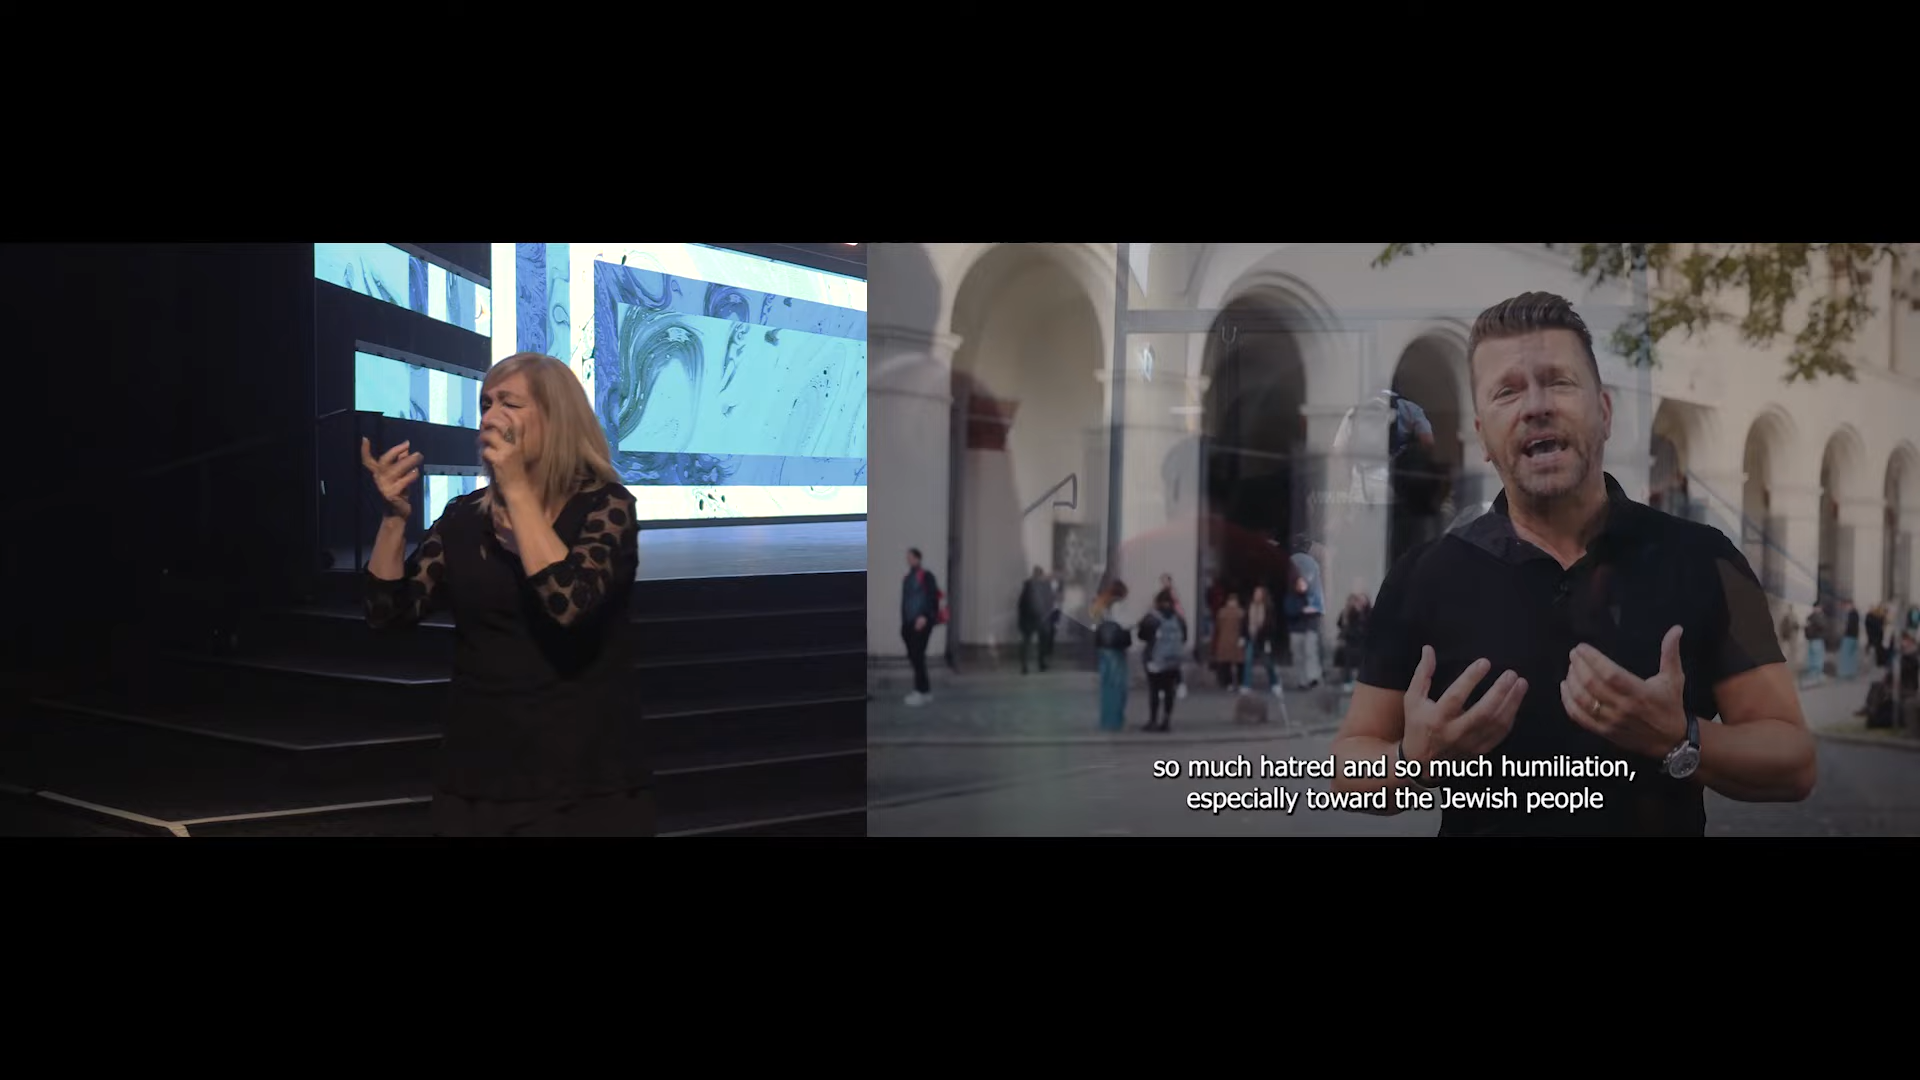 so much hatred and so much humiliation,
especially toward the Jewish people